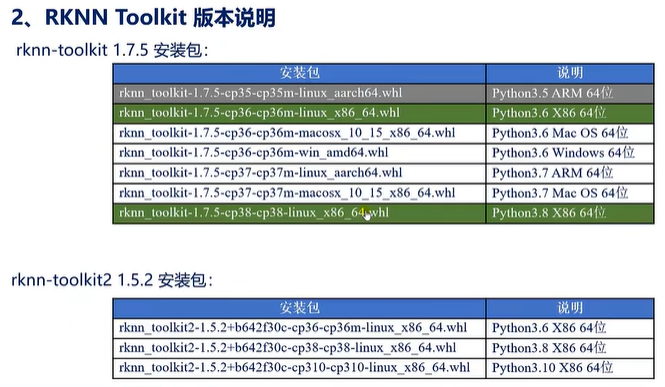 2、RKNN Toolkit 版本说明
rknn-toolkit 1.7.5 安装包：
安装包 说明
rknn_toolkit-1.7.5-cp35-cp35m-linux_aarch64.whl Python3.5 ARM 64位
rknn_toolkit-1.7.5-cp36-cp36m-linux_x86_64.whl Python3.6 X86 64位
rknn_toolkit-1.7.5-cp36-cp36m-macosx_10_15_x86_64.whl Python3.6 Mac OS 64位
rknn_toolkit-1.7.5-cp36-cp36m-win_amd64.whl Python3.6 Windows 64位
rknn_toolkit-1.7.5-cp37-cp37m-linux_aarch64.whl Python3.7 ARM 64位
rknn_toolkit-1.7.5-cp37-cp37m-macosx_10_15_x86_64.whl Python3.7 Mac OS 64位
rknn_toolkit-1.7.5-cp38-cp38-linux_x86_64.whl Python3.8 X86 64位
rknn-toolkit2 1.5.2 安装包：
安装包 说明
rknn_toolkit2-1.5.2+b642f30c-cp36-cp36m-linux_x86_64.whl Python3.6 X86 64位
rknn_toolkit2-1.5.2+b642f30c-cp38-cp38-linux_x86_64.whl Python3.8 X86 64位
rknn_toolkit2-1.5.2+b642f30c-cp310-cp310-linux_x86_64.whl Python3.10 X86 64位